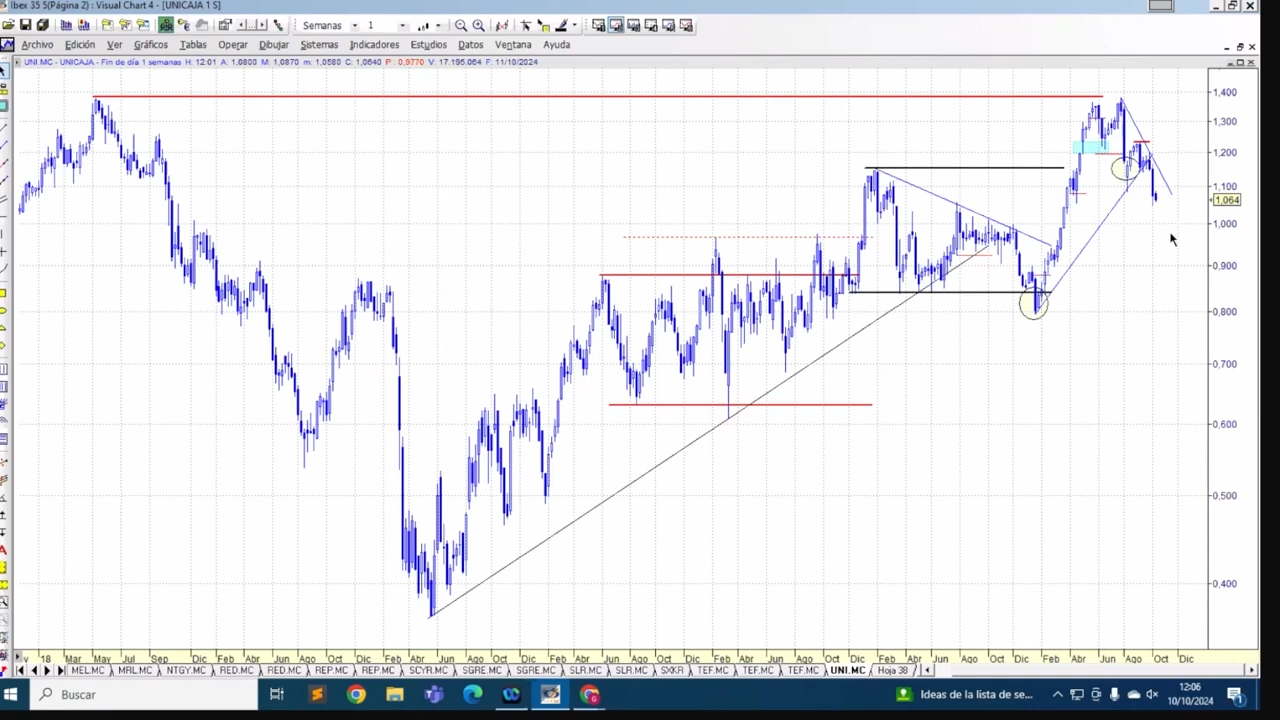 Ibex 35 5(Página 2) : Visual Chart 4 - [UNICAJA 1 S]
Semanas 1
Archivo Edición Ver Gráficos Tablas Operar Dibujar Sistemas Indicadores Estudios Datos Ventana Ayuda
UNI.MC - UNICAJA - Fin de día 1 semanas H: 12:01 A: 1,0800 M: 1,0870 m: 1,0580 C: 1,0640 P: 0,9770 V: 17.195.064 F: 11/10/2024
1,400
1,300
1,200
1,100
1,064
1,000
0,900
0,800
0,700
0,600
0,500
0,400
v 18 Mar May Jul Sep Dic Feb Abr Jun Ago Oct Dic Feb Abr Jun Ago Oct Dic Feb Abr Jun Ago Oct Dic Feb Abr Jun Ago Oct Dic Feb Abr Jun Ago Oct Dic Feb Abr Jun Ago Oct Dic
MEL.MC MRL.MC NTGY.MC RED.MC RED.MC REP.MC REP.MC SCYR.MC SGRE.MC SGRE.MC SLR.MC SLR.MC SXKR TEF.MC TEF.MC TEF.MC UNI.MC Hoja 38
Buscar
Ideas de la lista de se...
12:06
10/10/2024